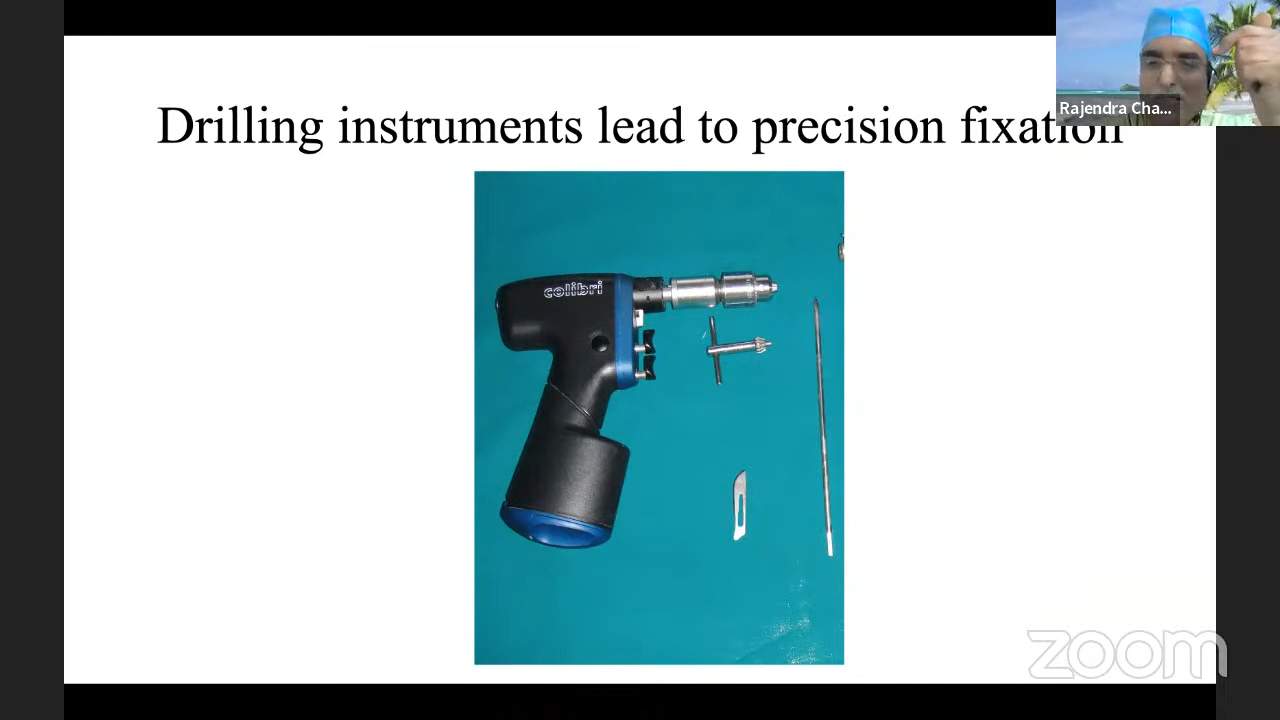 Drilling instruments lead to precision fixation
Rajendra Cha...
colibri
zoom